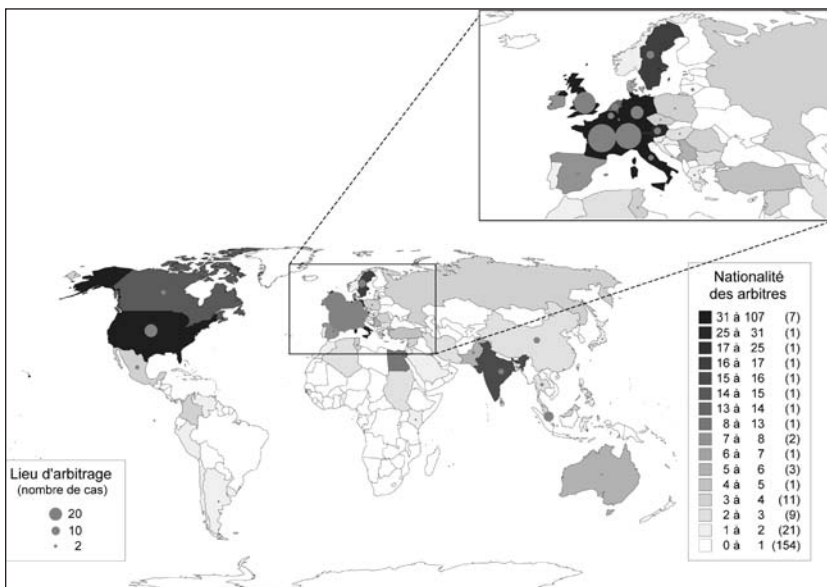 Nationalité
des arbitres
31 à 107 (7)
25 à 31 (1)
17 à 25 (1)
16 à 17 (1)
15 à 16 (1)
14 à 15 (1)
13 à 14 (1)
8 à 13 (1)
7 à 8 (2)
6 à 7 (1)
5 à 6 (3)
4 à 5 (1)
3 à 4 (11)
2 à 3 (9)
1 à 2 (21)
0 à 1 (154)
Lieu d'arbitrage
(nombre de cas)
20
10
2